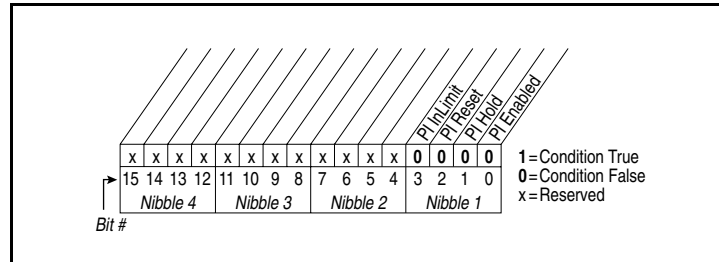 PI InLimit
PI Reset
PI Hold
PI Enabled
x x x x x x x x x x x x 0 0 0 0
15 14 13 12 11 10 9 8 7 6 5 4 3 2 1 0
Nibble 4 Nibble 3 Nibble 2 Nibble 1
Bit #
1=Condition True
0=Condition False
x=Reserved